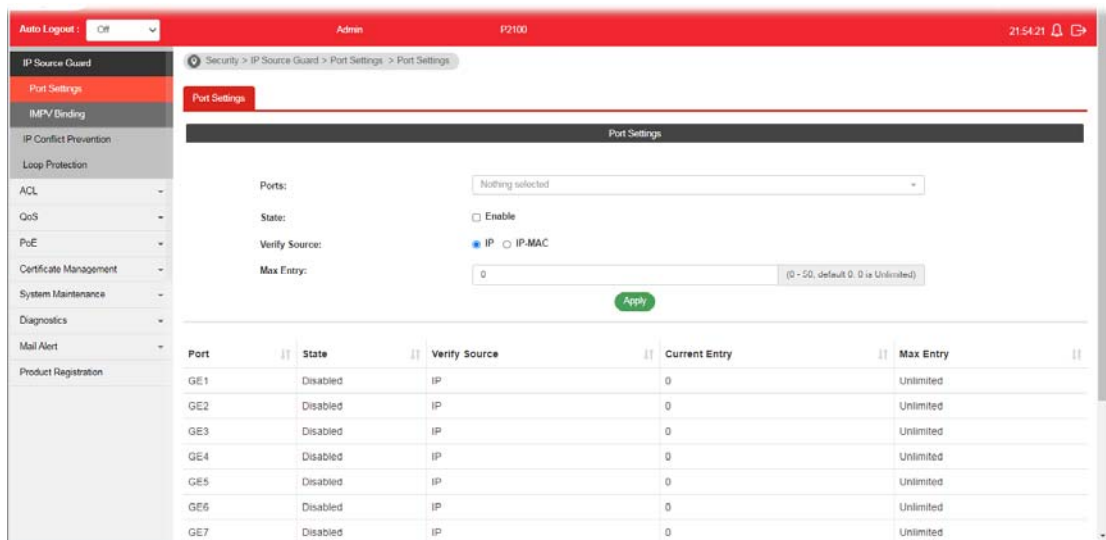 Auto Logout : Off Admin P2100 21:54:21
IP Source Guard
Port Settings
IMPV Binding
IP Conflict Prevention
Loop Protection
ACL
QoS
PoE
Certificate Management
System Maintenance
Diagnostics
Mail Alert
Product Registration
Security > IP Source Guard > Port Settings > Port Settings
Port Settings
Port Settings
Ports: Nothing selected
State: Enable
Verify Source: IP IP-MAC
Max Entry: 0 (0 - 50, default 0, 0 is Unlimited)
Apply
Port State Verify Source Current Entry Max Entry
GE1 Disabled IP 0 Unlimited
GE2 Disabled IP 0 Unlimited
GE3 Disabled IP 0 Unlimited
GE4 Disabled IP 0 Unlimited
GE5 Disabled IP 0 Unlimited
GE6 Disabled IP 0 Unlimited
GE7 Disabled IP 0 Unlimited